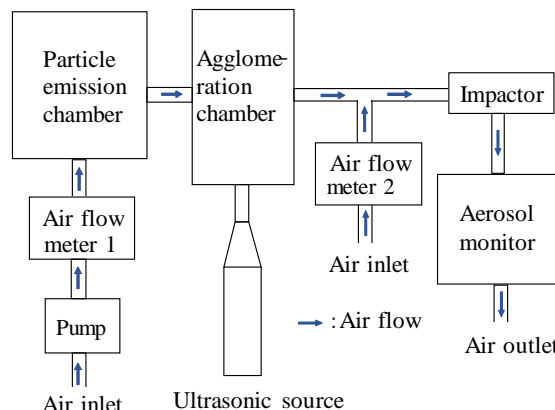 Particle
emission
chamber
Agglome-
ration
chamber
Impactor
Air flow
meter 1
Air flow
meter 2
Aerosol
monitor
Air inlet
Pump
: Air flow
Air outlet
Air inlet
Ultrasonic source